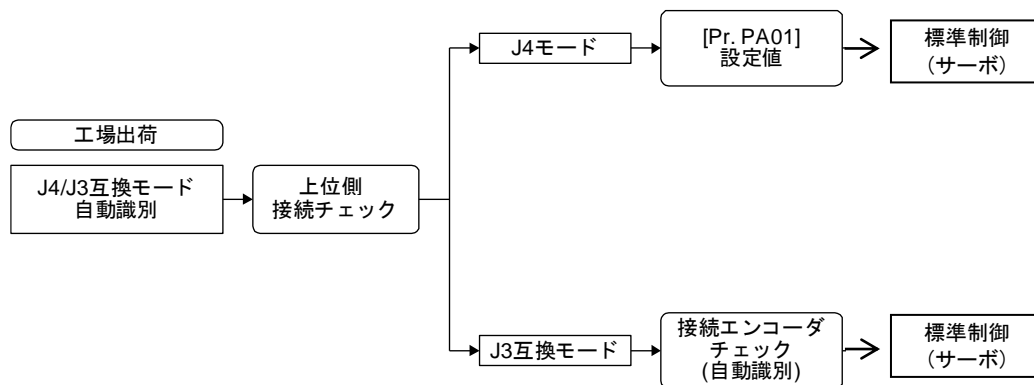 工場出荷
J4/J3互換モード
自動識別
上位側
接続チェック
J4モード
[Pr. PA01]
設定値
標準制御
（サーボ）
J3互換モード
接続エンコーダ
チェック
(自動識別)
標準制御
（サーボ）